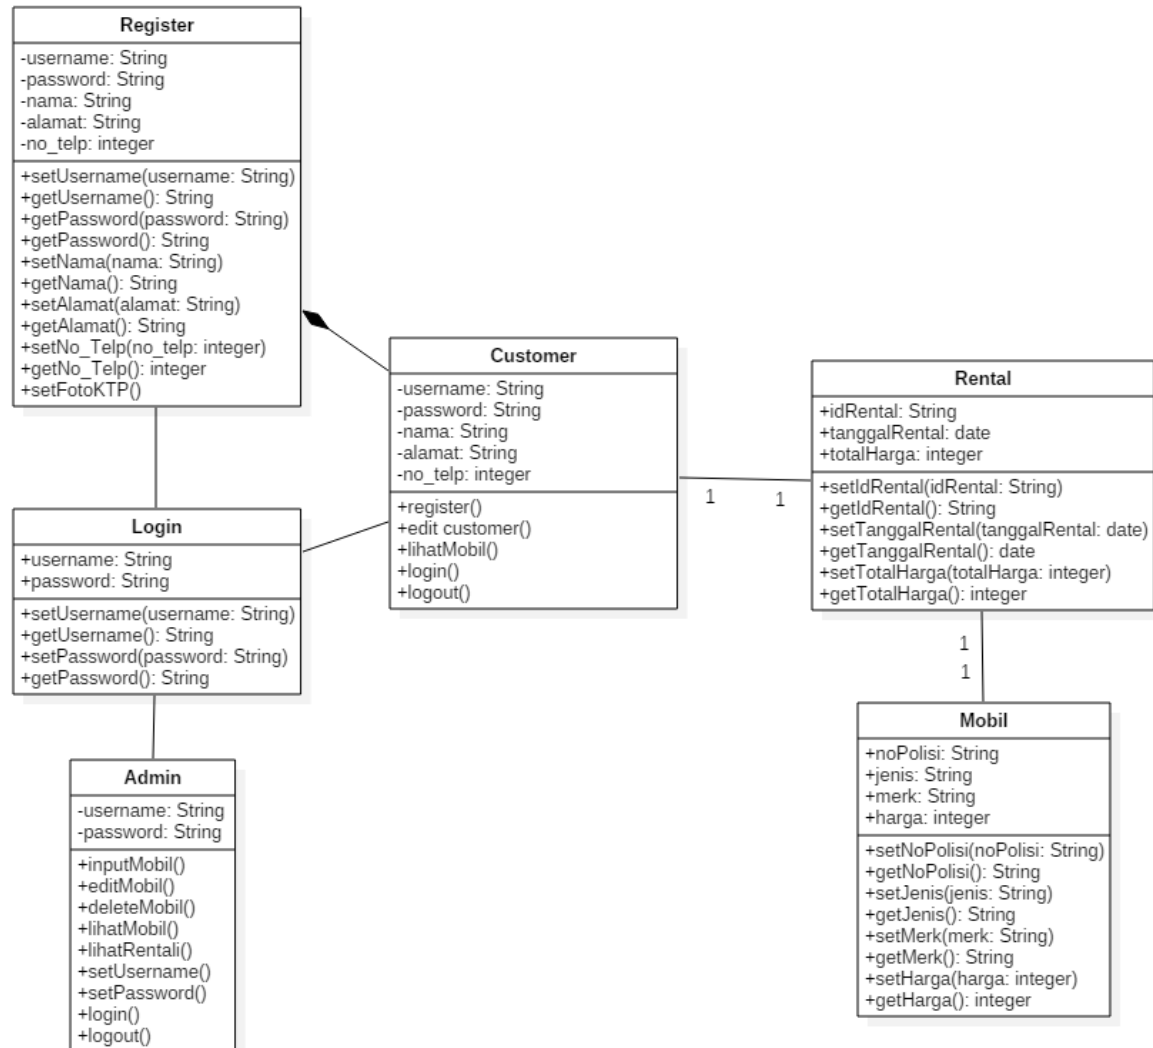 Register
-username: String
-password: String
-nama: String
-alamat: String
-no_telp: integer
+setUsername(username: String)
+getUsername(): String
+getPassword(password: String)
+getPassword(): String
+setNama(nama: String)
+getNama(): String
+setAlamat(alamat: String)
+getAlamat(): String
+setNo_Telp(no_telp: integer)
+getNo_Telp(): integer
+setFotoKTP()
Customer
-username: String
-password: String
-nama: String
-alamat: String
-no_telp: integer
+register()
+edit customer()
+lihatMobil()
+login()
+logout()
1
1
Rental
+idRental: String
+tanggalRental: date
+totalHarga: integer
+setIdRental(idRental: String)
+getIdRental(): String
+setTanggalRental(tanggalRental: date)
+getTanggalRental(): date
+setTotalHarga(totalHarga: integer)
+getTotalHarga(): integer
1
1
Login
+username: String
+password: String
+setUsername(username: String)
+getUsername(): String
+setPassword(password: String)
+getPassword(): String
Admin
-username: String
-password: String
+inputMobil()
+editMobil()
+deleteMobil()
+lihatMobil()
+lihatRentali()
+setUsername()
+setPassword()
+login()
+logout()
Mobil
+noPolisi: String
+jenis: String
+merk: String
+harga: integer
+setNoPolisi(noPolisi: String)
+getNoPolisi(): String
+setJenis(jenis: String)
+getJenis(): String
+setMerk(merk: String)
+getMerk(): String
+setHarga(harga: integer)
+getHarga(): integer